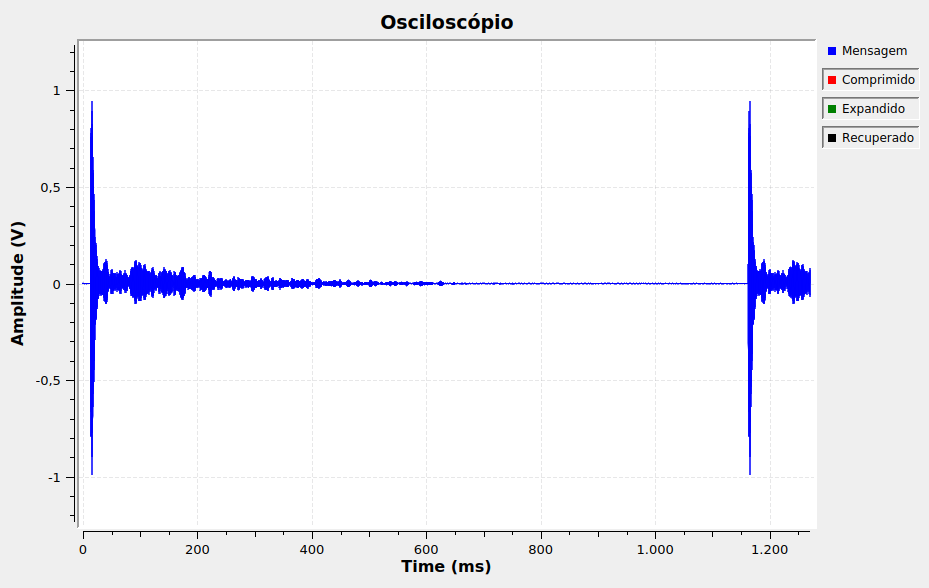 Osciloscópio
Mensagem
Comprimido
Expandido
Recuperado
Amplitude (V)
1
0,5
0
-0,5
-1
0 200 400 600 800 1.000 1.200
Time (ms)